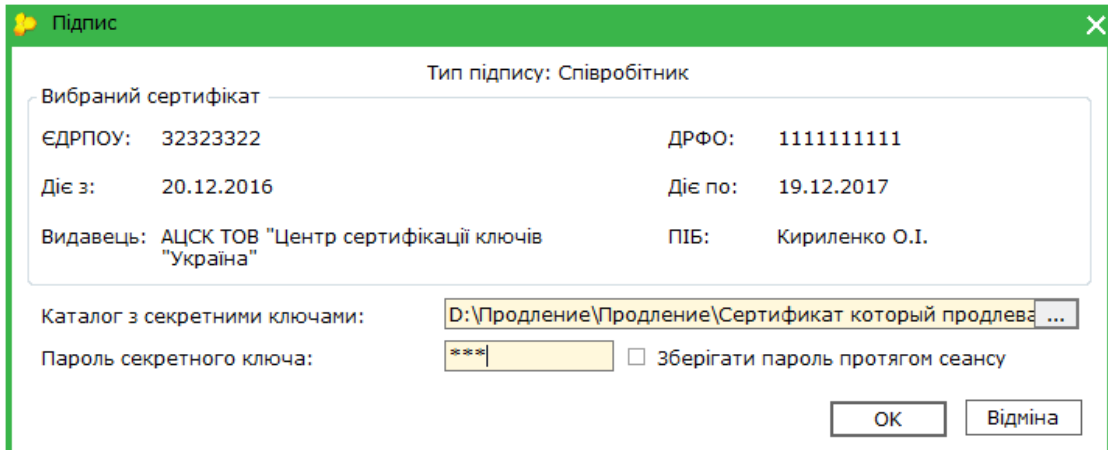 Підпис
Тип підпису: Співробітник
Вибраний сертифікат
ЄДРПОУ: 32323322 ДРФО: 1111111111
Діє з: 20.12.2016 Діє по: 19.12.2017
Видавець: АЦСК ТОВ "Центр сертифікації ключів "Україна" ПІБ: Кириленко О.І.
Каталог з секретними ключами: D:\Продление\Продление\Сертификат который продлева ...
Пароль секретного ключа: *** Зберігати пароль протягом сеансу
OK Відміна